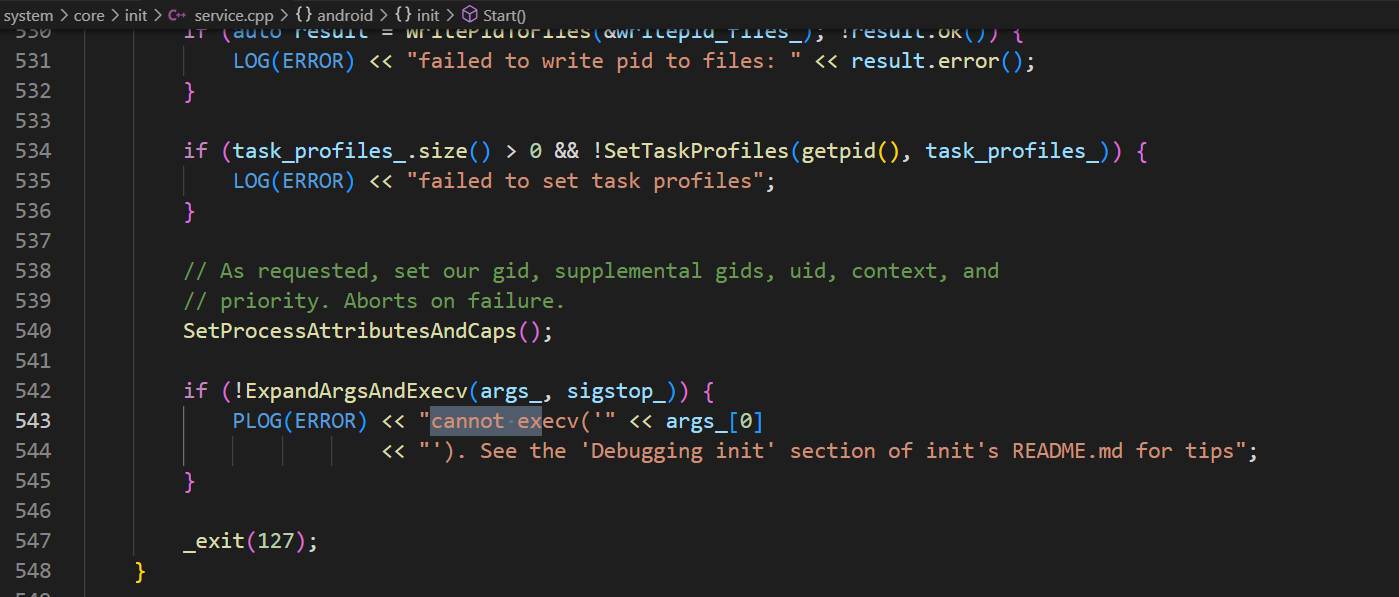 system > core > init > C++ service.cpp > {} android > {} init > Start()
530 if (auto result = WritePidToFiles(&writepid_files_); !result.ok()) {
531 LOG(ERROR) << "failed to write pid to files: " << result.error();
532 }
533
534 if (task_profiles_.size() > 0 && !SetTaskProfiles(getpid(), task_profiles_)) {
535 LOG(ERROR) << "failed to set task profiles";
536 }
537
538 // As requested, set our gid, supplemental gids, uid, context, and
539 // priority. Aborts on failure.
540 SetProcessAttributesAndCaps();
541
542 if (!ExpandArgsAndExecv(args_, sigstop_)) {
543 PLOG(ERROR) << "cannot execv('" << args_[0]
544 << "'). See the 'Debugging init' section of init's README.md for tips";
545 }
546
547 _exit(127);
548 }